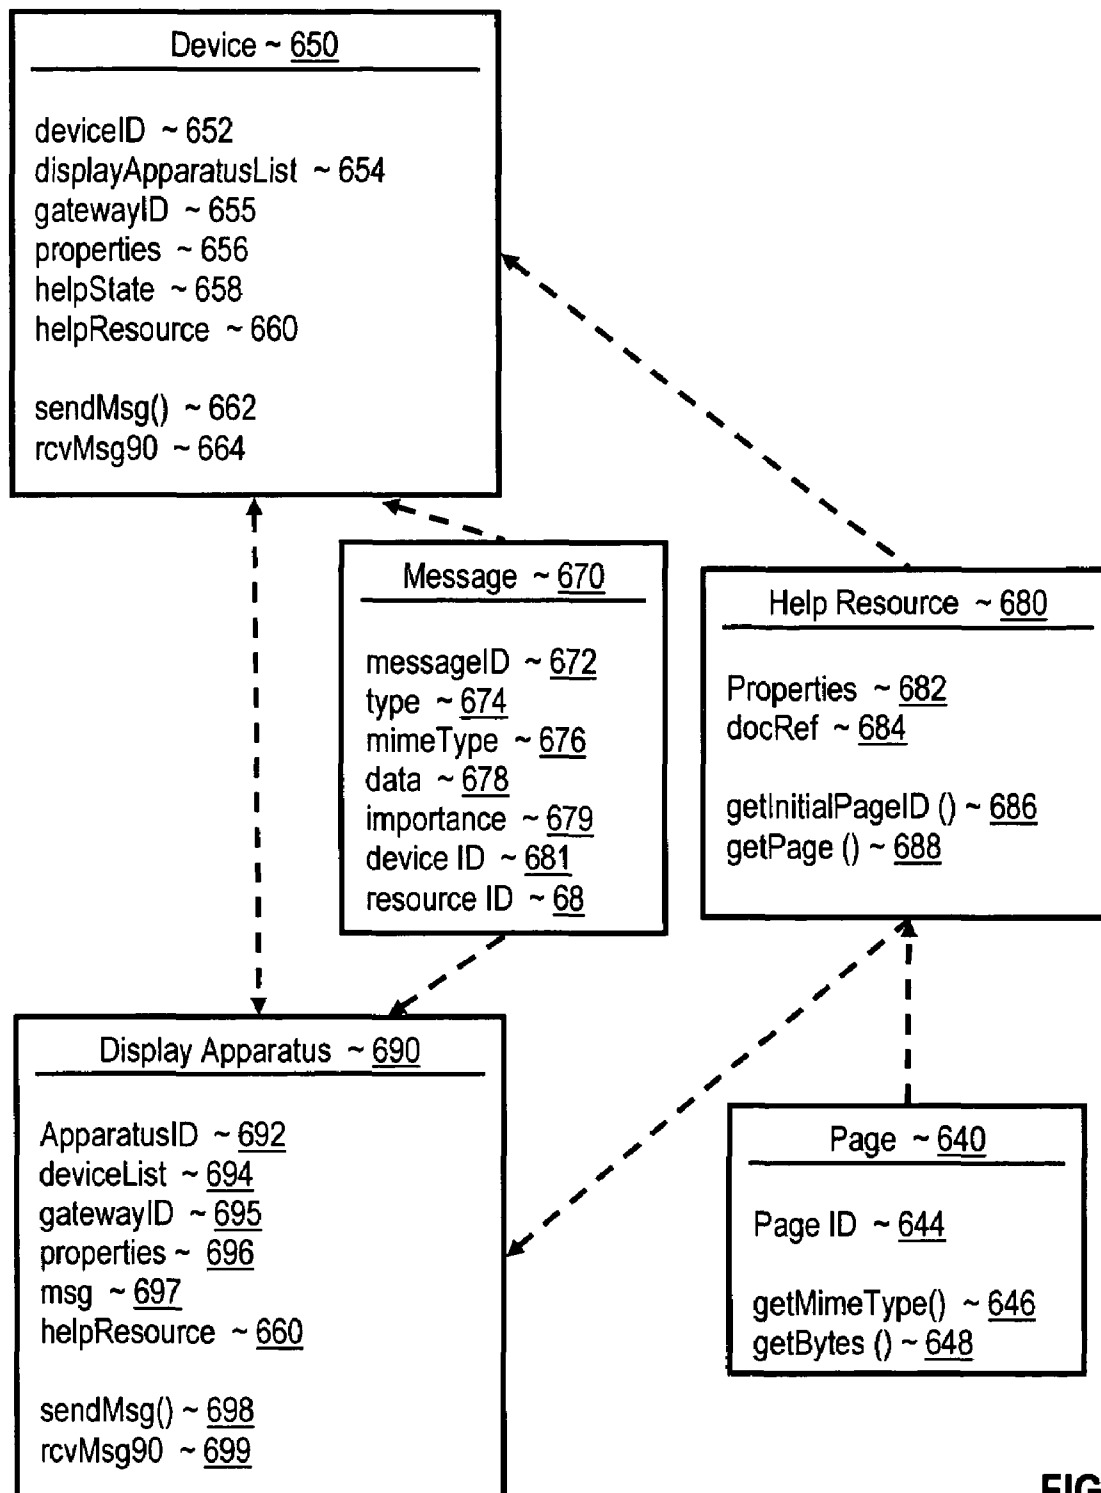 Device ~ 650
deviceID ~ 652
displayApparatusList ~ 654
gatewayID ~ 655
properties ~ 656
helpState ~ 658
helpResource ~ 660
sendMsg() ~ 662
rcvMsg90 ~ 664
Message ~ 670
messageID ~ 672
type ~ 674
mimeType ~ 676
data ~ 678
importance ~ 679
device ID ~ 681
resource ID ~ 68
Help Resource ~ 680
Properties ~ 682
docRef ~ 684
getInitialPageID () ~ 686
getPage () ~ 688
Display Apparatus ~ 690
ApparatusID ~ 692
deviceList ~ 694
gatewayID ~ 695
properties ~ 696
msg ~ 697
helpResource ~ 660
sendMsg() ~ 698
rcvMsg90 ~ 699
Page ~ 640
Page ID ~ 644
getMimeType() ~ 646
getBytes () ~ 648
FIG